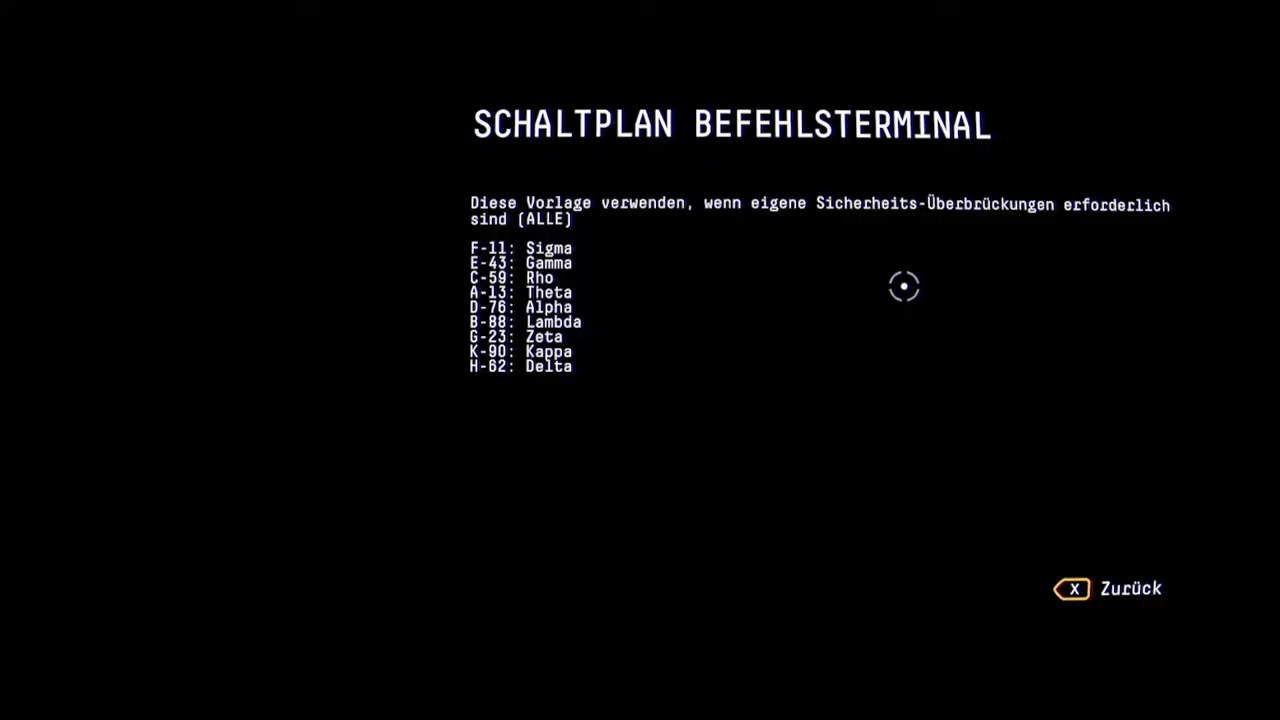 SCHALTPLAN BEFEHLSTERMINAL
Diese Vorlage verwenden, wenn eigene Sicherheits-Überbrückungen erforderlich
sind (ALLE)
F-11: Sigma
E-43: Gamma
C-59: Rho
A-13: Theta
D-76: Alpha
B-88: Lambda
G-23: Zeta
K-90: Kappa
H-62: Delta
X Zurück